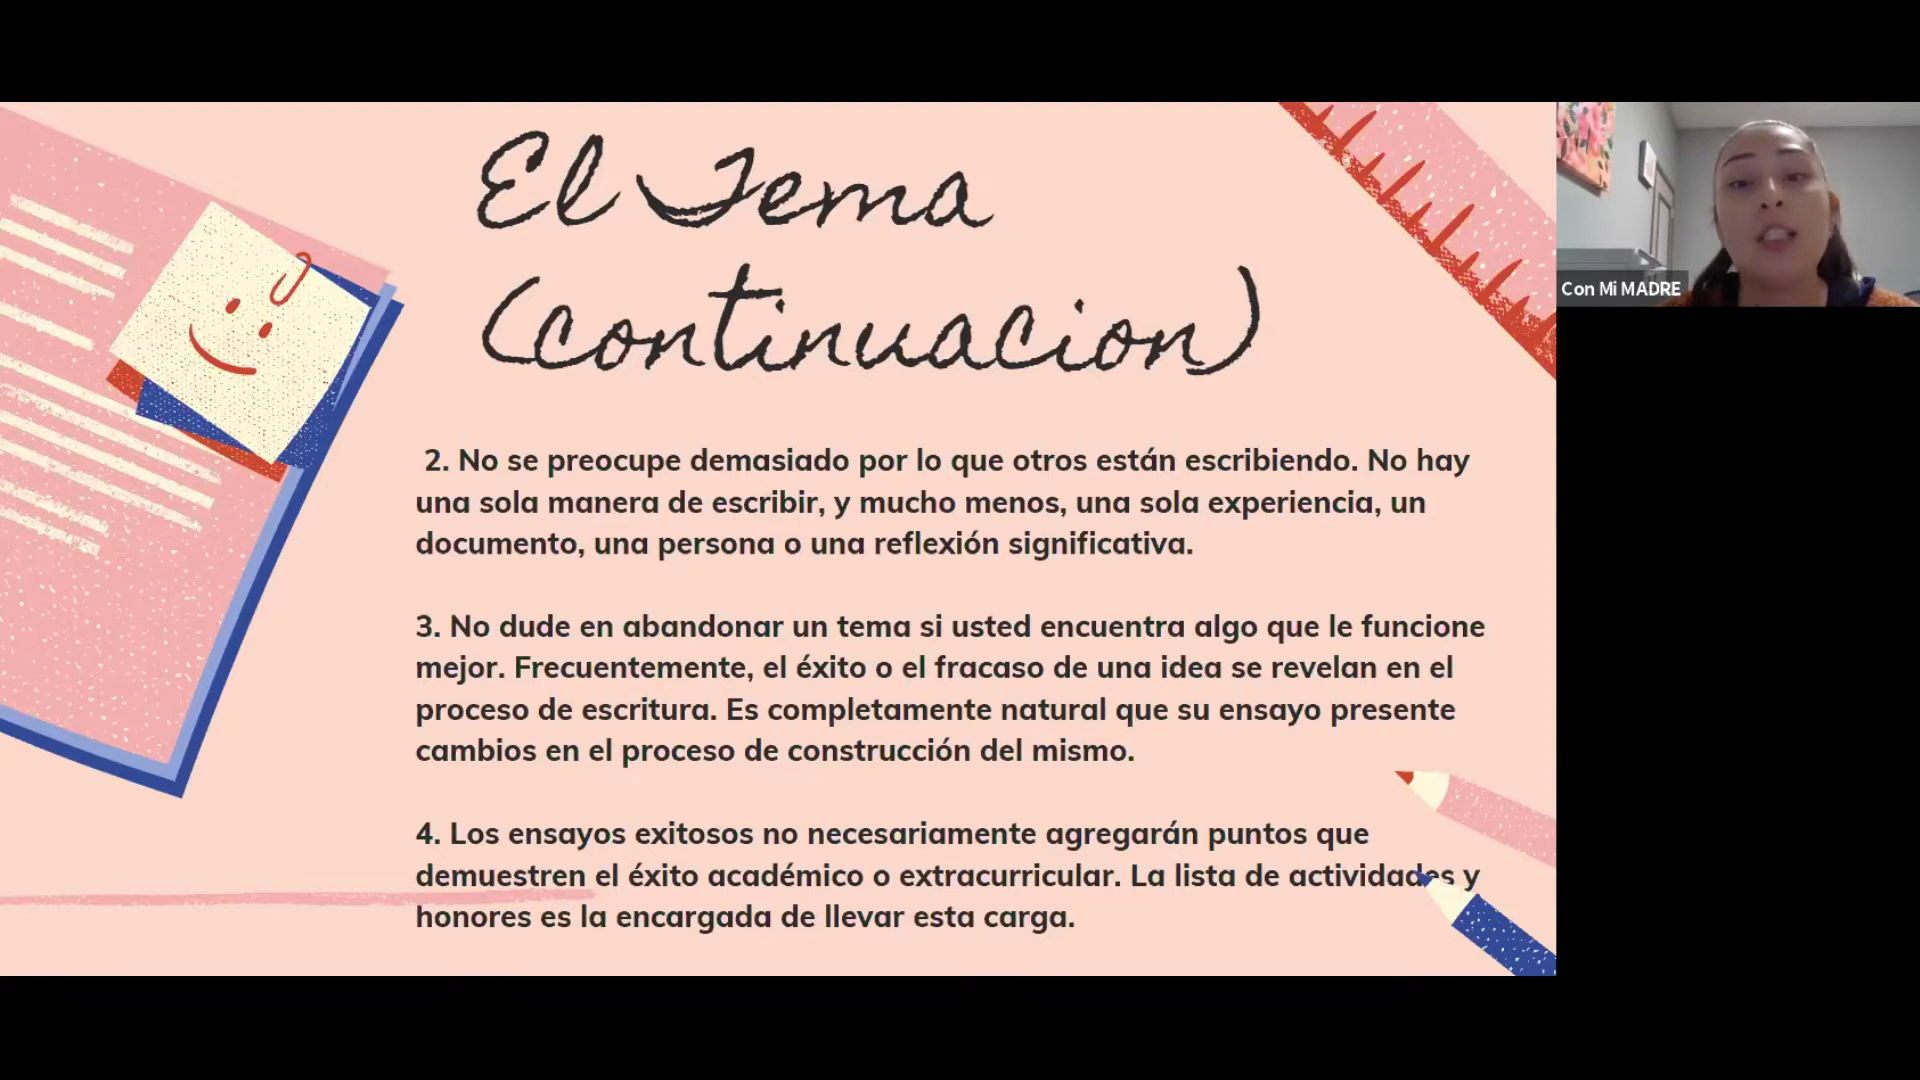 El Tema
(continuacion)
2. No se preocupe demasiado por lo que otros están escribiendo. No hay
una sola manera de escribir, y mucho menos, una sola experiencia, un
documento, una persona o una reflexión significativa.
3. No dude en abandonar un tema si usted encuentra algo que le funcione
mejor. Frecuentemente, el éxito o el fracaso de una idea se revelan en el
proceso de escritura. Es completamente natural que su ensayo presente
cambios en el proceso de construcción del mismo.
4. Los ensayos exitosos no necesariamente agregarán puntos que
demuestren el éxito académico o extracurricular. La lista de actividades y
honores es la encargada de llevar esta carga.
Con Mi MADRE